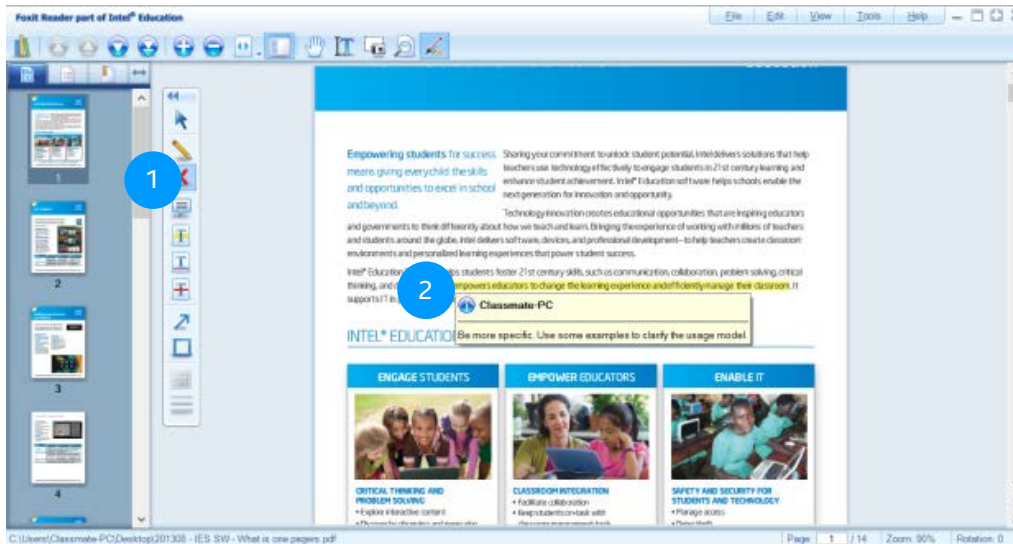 Foxit Reader part of Intel® Education
File Edit View Tools Help
1
2
3
4
1
2
Empowering students for success
means giving every child the skills
and opportunities to excel in school
and beyond.
Sharing your commitment to unlock student potential, Intel delivers solutions that help
teachers use technology effectively to engage students in 21st century learning and
enhance student achievement. Intel® Education software helps schools enable the
next generation for innovation and opportunity.
Technology innovation creates educational opportunities that are inspiring educators
and governments to think differently about how we teach and learn. Bringing the experience of working with millions of teachers
and students around the globe, Intel delivers software, devices, and professional development—to help teachers create classroom
environments and personalized learning experiences that power student success.
Intel® Education helps students foster 21st century skills, such as communication, collaboration, problem solving, critical
thinking, and empowers educators to change the learning experience and efficiently manage their classroom. It
supports IT in
Classmate-PC
Be more specific. Use some examples to clarify the usage model.
INTEL® EDUCATIO
ENGAGE STUDENTS
EMPOWER EDUCATORS
ENABLE IT
CRITICAL THINKING AND
PROBLEM SOLVING
• Explore interactive content
CLASSROOM INTEGRATION
• Facilitate collaboration
• Keep students on-task with
SAFETY AND SECURITY FOR
STUDENTS AND TECHNOLOGY
• Manage access
• Delay theft
C:\Users\Classmate-PC\Desktop\201308 - IES SW - What is one pagers.pdf
Page 1 / 14 Zoom: 90% Rotation: 0